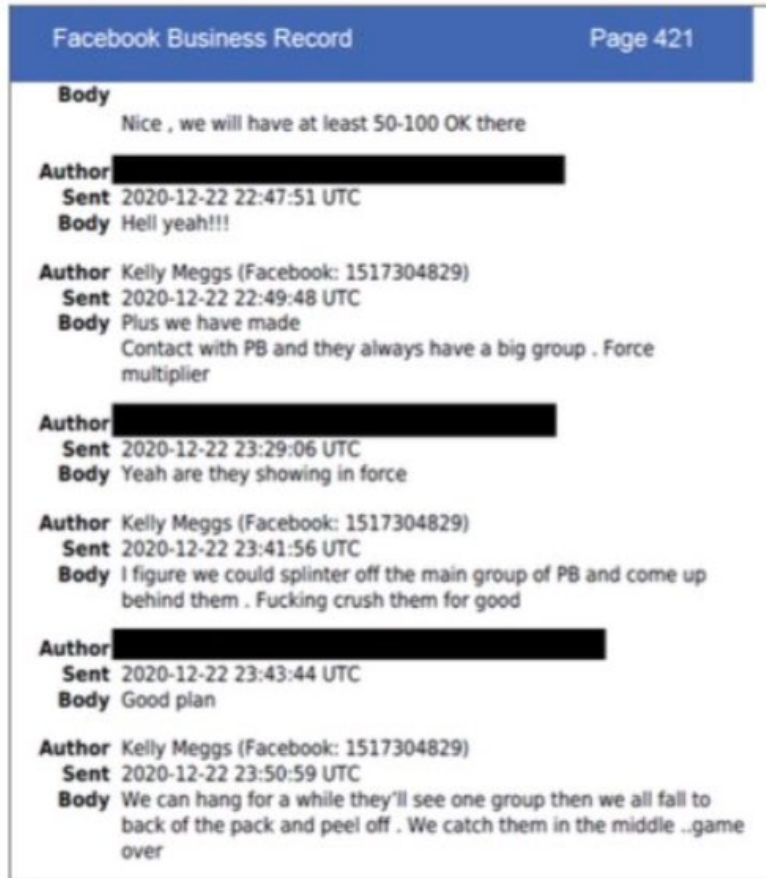 Facebook Business Record Page 421
Body
Nice , we will have at least 50-100 OK there
Author
Sent 2020-12-22 22:47:51 UTC
Body Hell yeah!!!
Author Kelly Meggs (Facebook: 1517304829)
Sent 2020-12-22 22:49:48 UTC
Body Plus we have made
Contact with PB and they always have a big group . Force
multiplier
Author
Sent 2020-12-22 23:29:06 UTC
Body Yeah are they showing in force
Author Kelly Meggs (Facebook: 1517304829)
Sent 2020-12-22 23:41:56 UTC
Body I figure we could splinter off the main group of PB and come up
behind them . Fucking crush them for good
Author
Sent 2020-12-22 23:43:44 UTC
Body Good plan
Author Kelly Meggs (Facebook: 1517304829)
Sent 2020-12-22 23:50:59 UTC
Body We can hang for a while they'll see one group then we all fall to
back of the pack and peel off . We catch them in the middle ..game
over